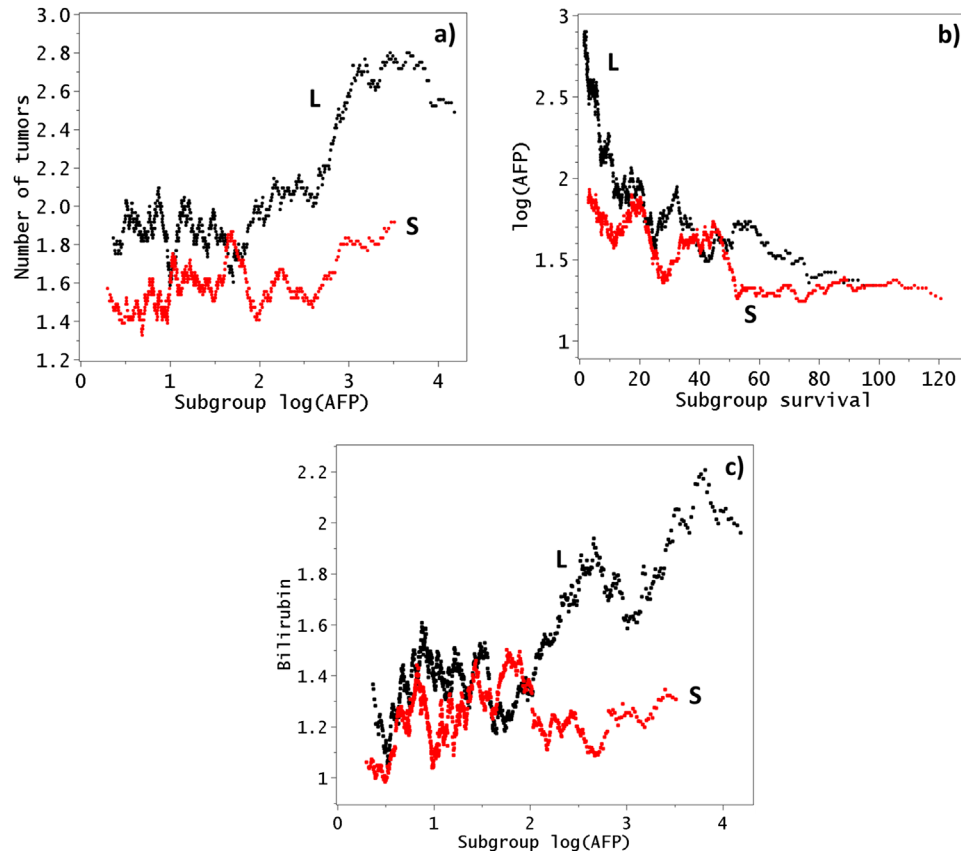 a)
Number of tumors
3.0
2.8
2.6
2.4
2.2
2.0
1.8
1.6
1.4
1.2
L
S
0 1 2 3 4
Subgroup log(AFP)
b)
log(AFP)
3
2.5
2
1.5
1
L
S
0 20 40 60 80 100 120
Subgroup survival
c)
Bilirubin
2.2
2
1.8
1.6
1.4
1.2
1
L
S
0 1 2 3 4
Subgroup log(AFP)